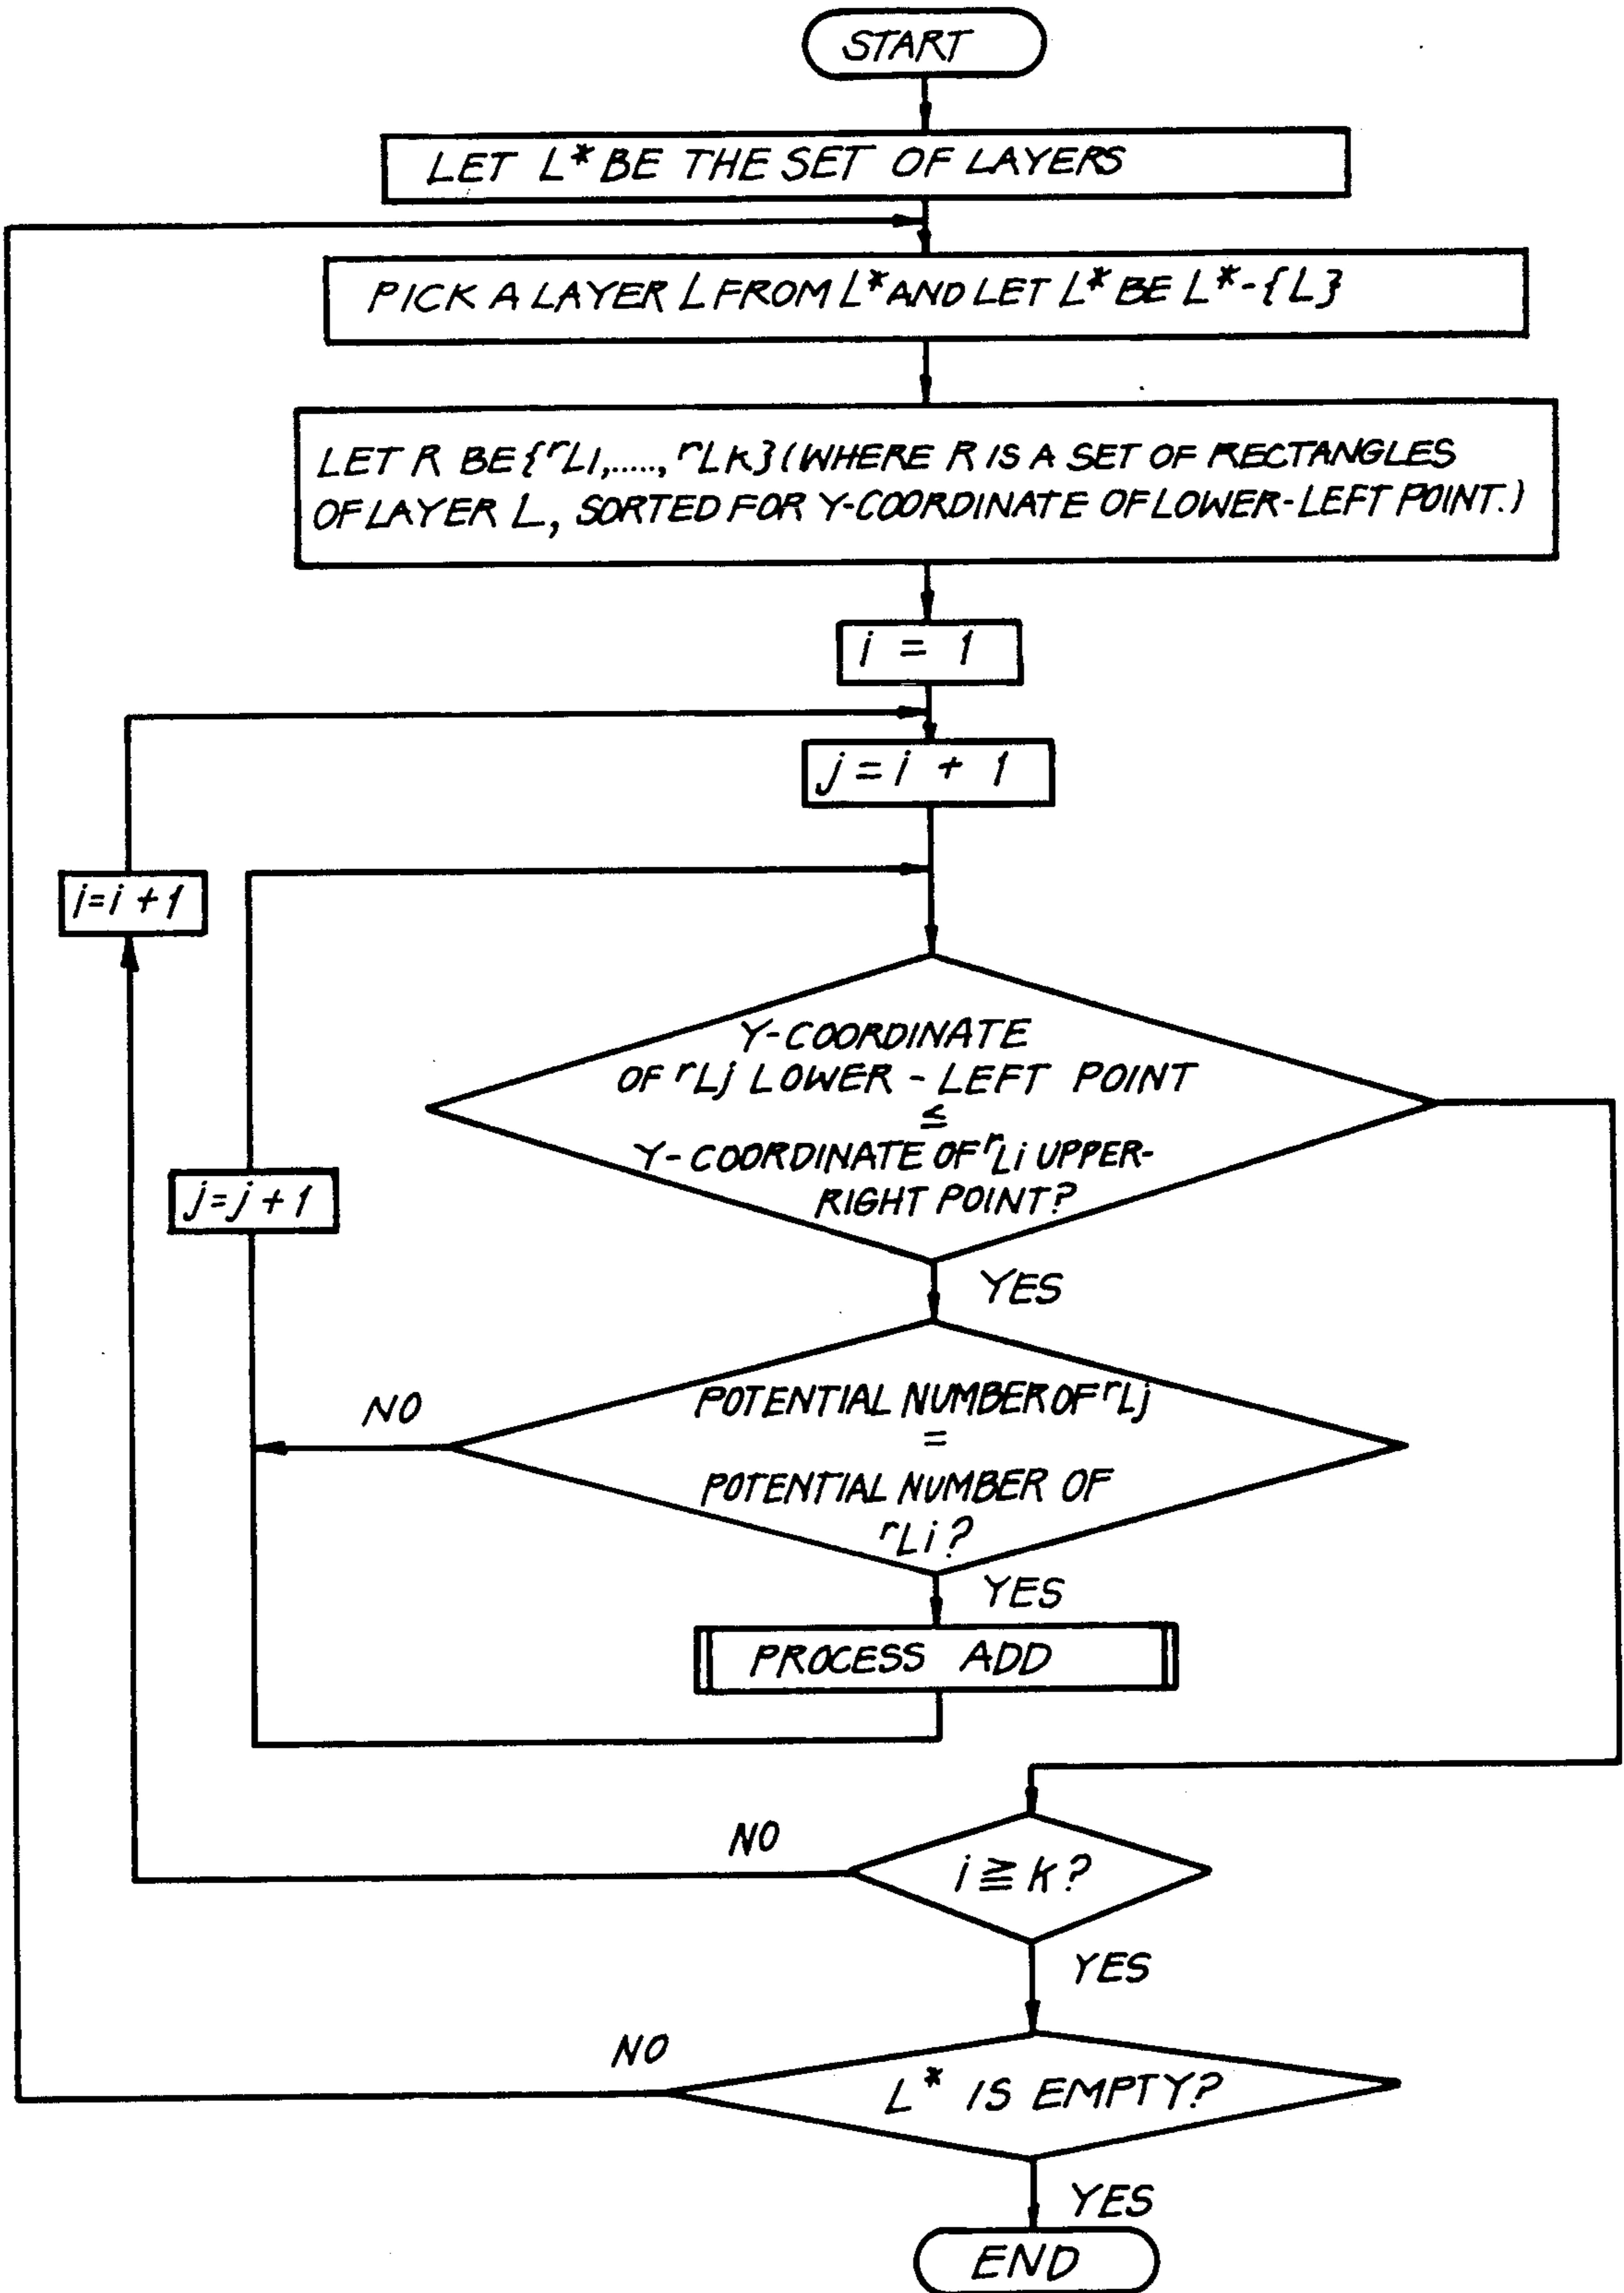 START
LET L* BE THE SET OF LAYERS
PICK A LAYER L FROM L* AND LET L* BE L*-{L}
LET R BE {rL1,....., rLk} (WHERE R IS A SET OF RECTANGLES
OF LAYER L, SORTED FOR Y-COORDINATE OF LOWER-LEFT POINT.)
i = 1
j = i + 1
i = i + 1
Y-COORDINATE
OF rLj LOWER - LEFT POINT
≤
Y-COORDINATE OF rLi UPPER-
RIGHT POINT?
j = j + 1
YES
NO
POTENTIAL NUMBER OF rLj
=
POTENTIAL NUMBER OF
rLi?
YES
PROCESS ADD
NO
i ≧ k?
YES
NO
L* IS EMPTY?
YES
END